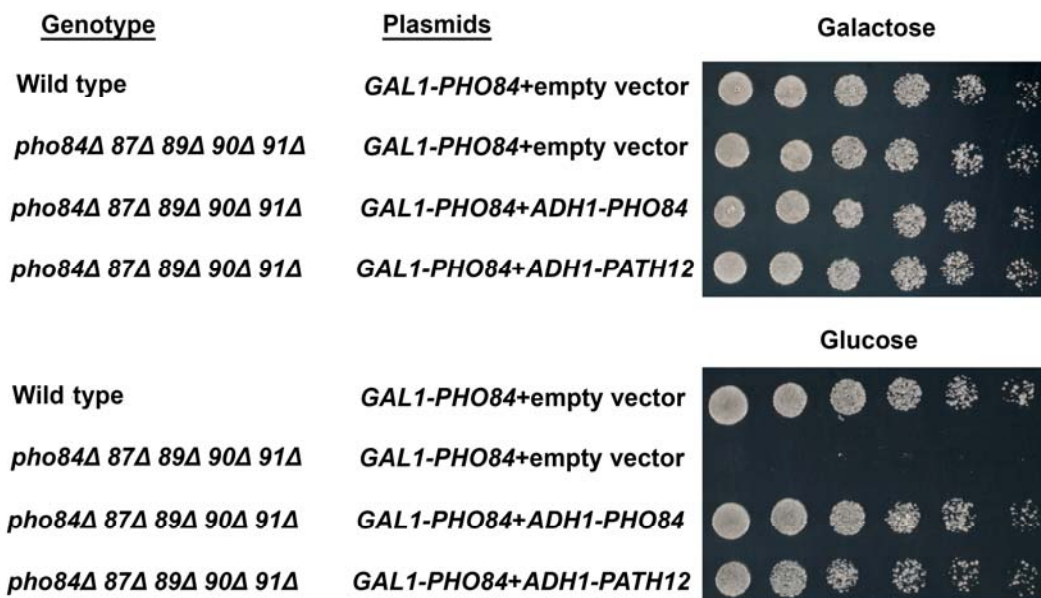 Genotype Plasmids Galactose
Wild type GAL1-PHO84+empty vector
pho84Δ 87Δ 89Δ 90Δ 91Δ GAL1-PHO84+empty vector
pho84Δ 87Δ 89Δ 90Δ 91Δ GAL1-PHO84+ADH1-PHO84
pho84Δ 87Δ 89Δ 90Δ 91Δ GAL1-PHO84+ADH1-PATH12
Glucose
Wild type GAL1-PHO84+empty vector
pho84Δ 87Δ 89Δ 90Δ 91Δ GAL1-PHO84+empty vector
pho84Δ 87Δ 89Δ 90Δ 91Δ GAL1-PHO84+ADH1-PHO84
pho84Δ 87Δ 89Δ 90Δ 91Δ GAL1-PHO84+ADH1-PATH12